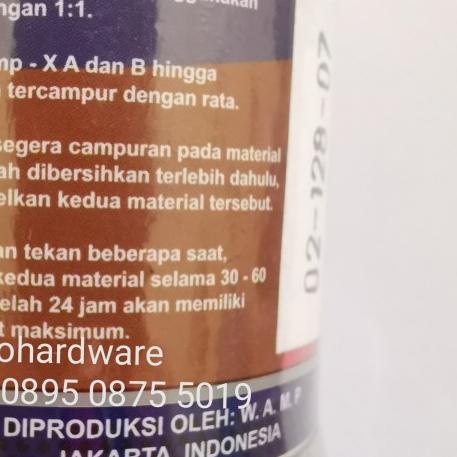 ngan 1:1.
mp - X A dan B hingga
tercampur dengan rata.
segera campuran pada material
ah dibersihkan terlebih dahulu,
elkan kedua material tersebut.
an tekan beberapa saat,
kedua material selama 30 - 60
elah 24 jam akan memiliki
t maksimum.
ohardware
0895 0875 5019
DIPRODUKSI OLEH: W. A. M. P
JAKARTA, INDONESIA
02-128-07